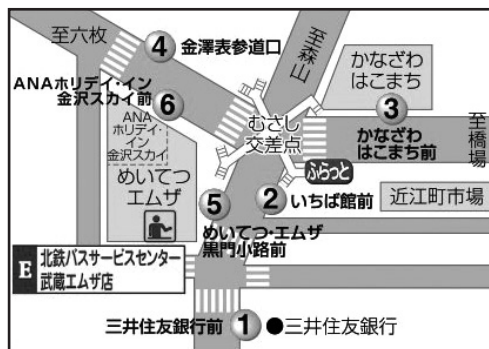 至六枚
4 金澤表参道口
至森山
かなざわ
はこまち
ANAホリデイ・イン
金沢スカイ前
6
3
ANA
ホリデイ・
イン
金沢スカイ
むさし
交差点
かなざわ
はこまち前
至橋場
ふらっと
めいてつ
エムザ
5
2 いちば館前
近江町市場
めいてつ・エムザ
黒門小路前
E 北鉄バスサービスセンター
武蔵エムザ店
三井住友銀行前 1 ●三井住友銀行